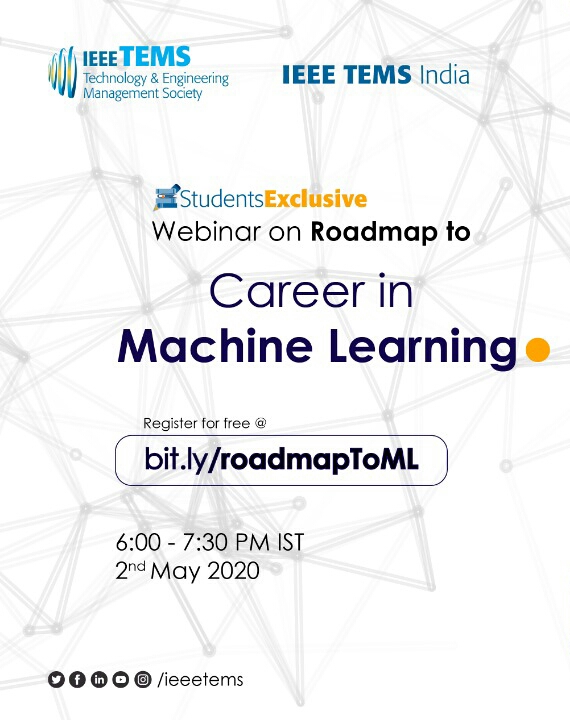 IEEE TEMS
Technology & Engineering
Management Society
IEEE TEMS India
StudentsExclusive
Webinar on Roadmap to
Career in
Machine Learning
Register for free @
bit.ly/roadmapToML
6:00 - 7:30 PM IST
2nd May 2020
/ieeetems